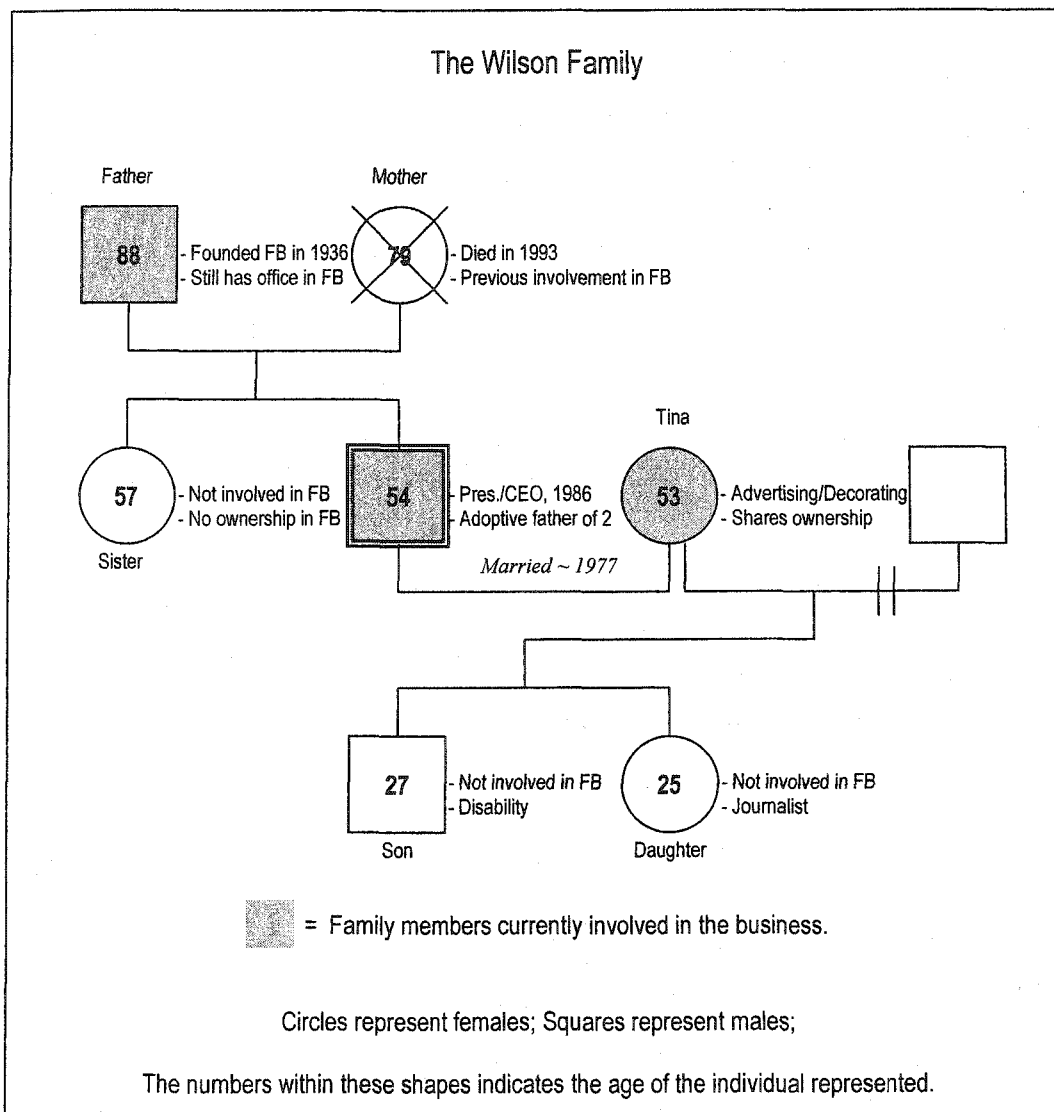 The Wilson Family
Father
Mother
88
- Founded FB in 1936
- Still has office in FB
79
- Died in 1993
- Previous involvement in FB
Tina
57
- Not involved in FB
- No ownership in FB
Sister
54
- Pres./CEO, 1986
- Adoptive father of 2
53
- Advertising/Decorating
- Shares ownership
Married ~ 1977
27
- Not involved in FB
- Disability
Son
25
- Not involved in FB
- Journalist
Daughter
= Family members currently involved in the business.
Circles represent females; Squares represent males;
The numbers within these shapes indicates the age of the individual represented.